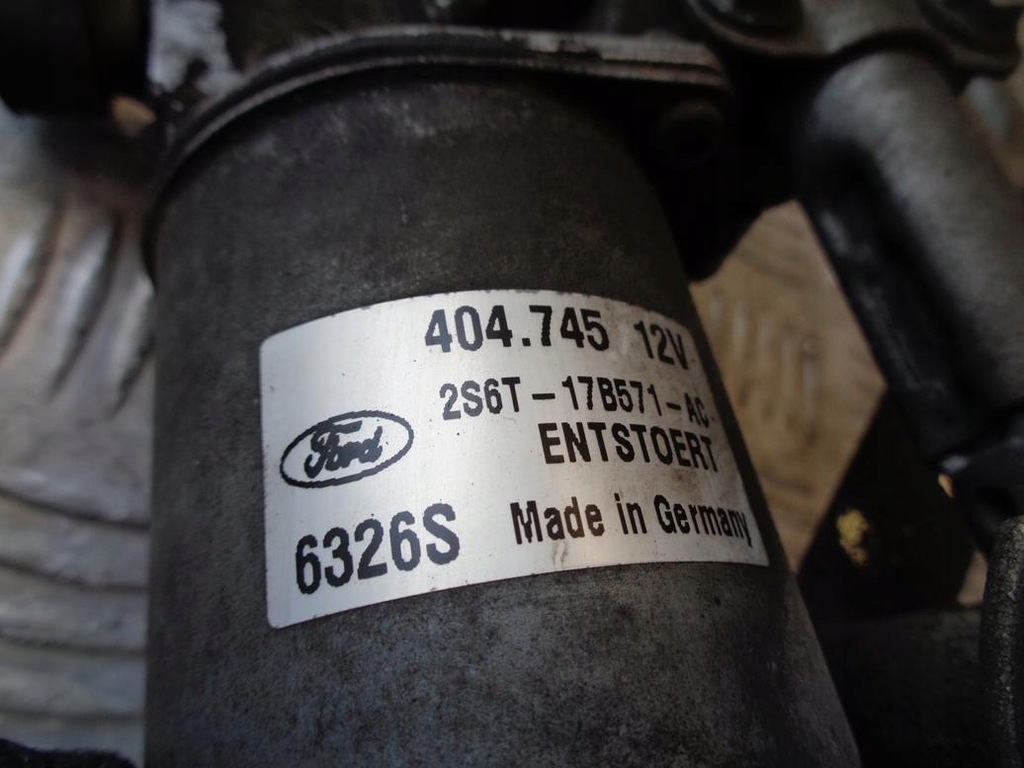 404.745 12V
2S6T-17B571-AC
Ford
ENTSTOERT
6326S Made in Germany